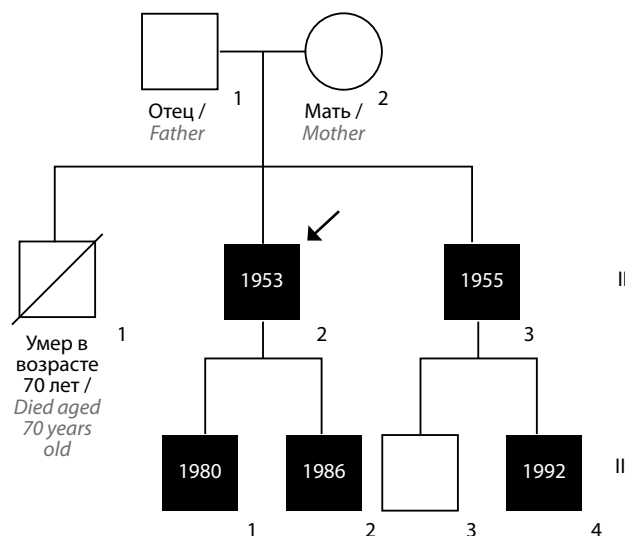 1
2
Отец /
Father
Мать /
Mother
1953
1955
II
1
2
3
Умер в
возрасте
70 лет /
Died aged
70 years
old
1980
1986
1992
II
1
2
3
4